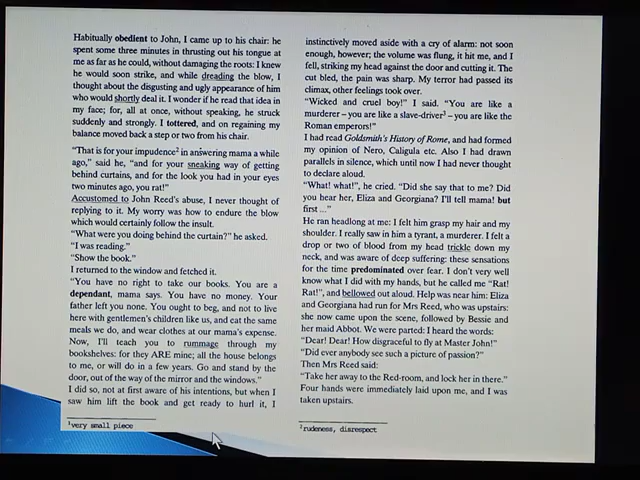 Habitually obedient to John, I came up to his chair: he
spent some three minutes in thrusting out his tongue at
me as far as he could, without damaging the roots: I knew
he would soon strike, and while dreading the blow, I
thought about the disgusting and ugly appearance of him
who would shortly deal it. I wonder if he read that idea in
my face; for, all at once, without speaking, he struck
suddenly and strongly. I tottered, and on regaining my
balance moved back a step or two from his chair.
“That is for your impudence² in answering mama a while
ago,” said he, “and for your sneaking way of getting
behind curtains, and for the look you had in your eyes
two minutes ago, you rat!”
Accustomed to John Reed's abuse, I never thought of
replying to it. My worry was how to endure the blow
which would certainly follow the insult.
“What were you doing behind the curtain?” he asked.
“I was reading.”
“Show the book.”
I returned to the window and fetched it.
“You have no right to take our books. You are a
dependant, mama says. You have no money. Your
father left you none. You ought to beg, and not to live
here with gentlemen's children like us, and eat the same
meals we do, and wear clothes at our mama's expense.
Now, I'll teach you to rummage through my
bookshelves: for they ARE mine; all the house belongs
to me, or will do in a few years. Go and stand by the
door, out of the way of the mirror and the windows.”
I did so, not at first aware of his intentions, but when I
saw him lift the book and get ready to hurl it, I
¹very small piece
instinctively moved aside with a cry of alarm: not soon
enough, however; the volume was flung, it hit me, and I
fell, striking my head against the door and cutting it. The
cut bled, the pain was sharp. My terror had passed its
climax, other feelings took over.
“Wicked and cruel boy!” I said. “You are like a
murderer – you are like a slave-driver³ – you are like the
Roman emperors!”
I had read Goldsmith's History of Rome, and had formed
my opinion of Nero, Caligula etc. Also I had drawn
parallels in silence, which until now I had never thought
to declare aloud.
“What! what!”, he cried. “Did she say that to me? Did
you hear her, Eliza and Georgiana? I'll tell mama! but
first ...”
He ran headlong at me: I felt him grasp my hair and my
shoulder. I really saw in him a tyrant, a murderer. I felt a
drop or two of blood from my head trickle down my
neck, and was aware of deep suffering: these sensations
for the time predominated over fear. I don't very well
know what I did with my hands, but he called me “Rat!
Rat!”, and bellowed out aloud. Help was near him: Eliza
and Georgiana had run for Mrs Reed, who was upstairs:
she now came upon the scene, followed by Bessie and
her maid Abbot. We were parted: I heard the words:
“Dear! Dear! How disgraceful to fly at Master John!”
“Did ever anybody see such a picture of passion?”
Then Mrs Reed said:
“Take her away to the Red-room, and lock her in there.”
Four hands were immediately laid upon me, and I was
taken upstairs.
²rudeness, disrespect